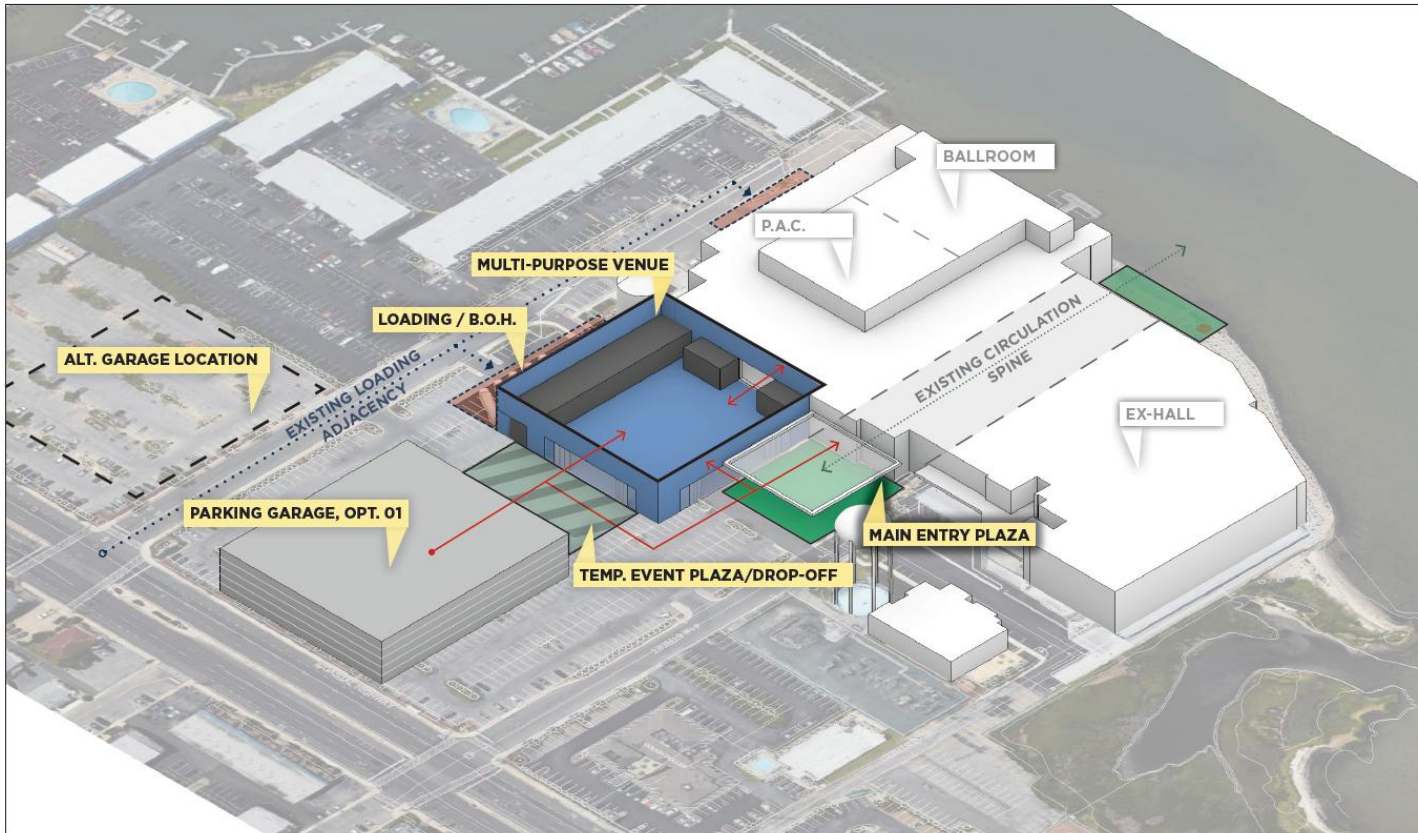 BALLROOM
P.A.C.
MULTI-PURPOSE VENUE
LOADING / B.O.H.
ALT. GARAGE LOCATION
EXISTING LOADING
ADJACENCY
EXISTING CIRCULATION
SPINE
EX-HALL
PARKING GARAGE, OPT. 01
MAIN ENTRY PLAZA
TEMP. EVENT PLAZA/DROP-OFF